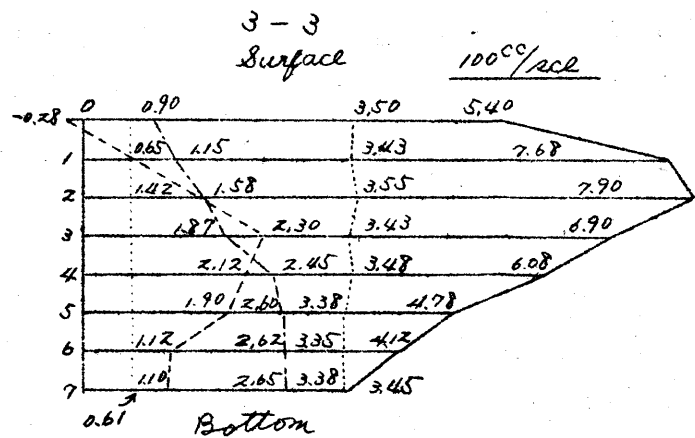 3 - 3
Surface
100 cc/sec
-0.28 0 0.90 3.50 5.40
1 0.65 1.15 3.43 7.68
2 1.42 1.58 3.55 7.90
3 1.87 2.30 3.43 6.90
4 2.12 2.45 3.48 6.08
5 1.90 2.60 3.38 4.78
6 1.12 2.62 3.35 4.12
7 1.10 2.65 3.38 3.45
0.61
Bottom